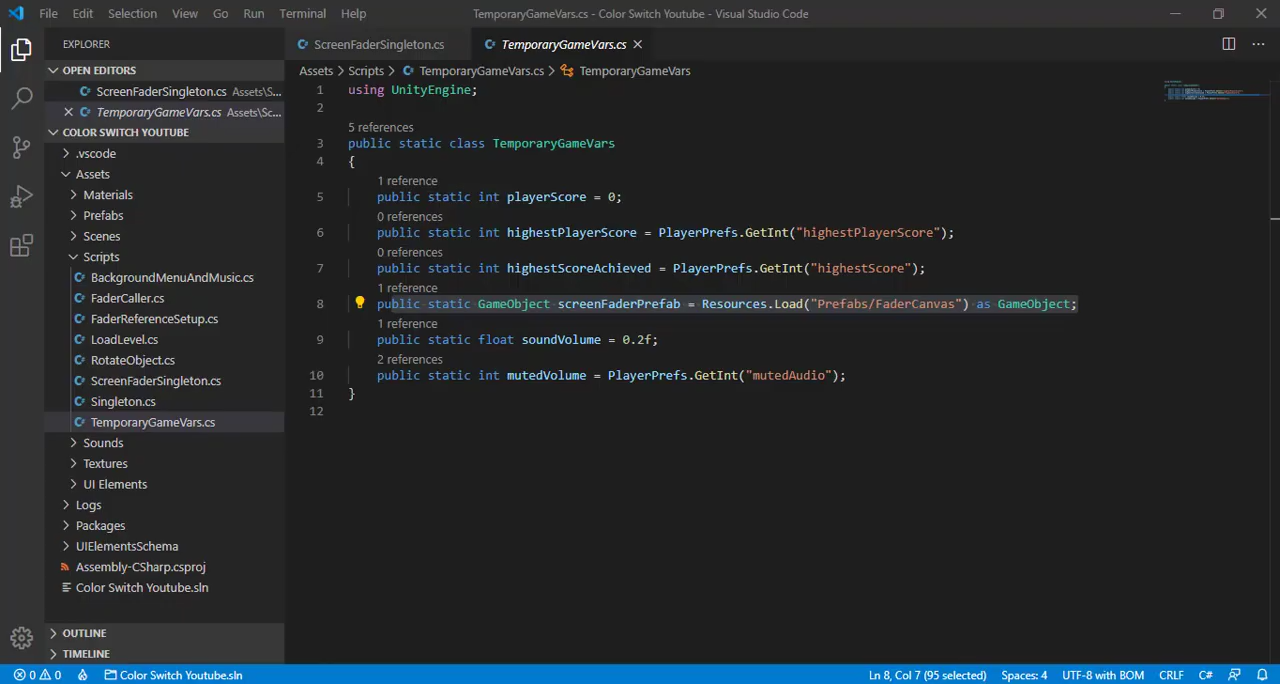 File Edit Selection View Go Run Terminal Help TemporaryGameVars.cs - Color Switch Youtube - Visual Studio Code
EXPLORER
OPEN EDITORS
ScreenFaderSingleton.cs Assets\S...
TemporaryGameVars.cs Assets\Sc...
COLOR SWITCH YOUTUBE
.vscode
Assets
Materials
Prefabs
Scenes
Scripts
BackgroundMenuAndMusic.cs
FaderCaller.cs
FaderReferenceSetup.cs
LoadLevel.cs
RotateObject.cs
ScreenFaderSingleton.cs
Singleton.cs
TemporaryGameVars.cs
Sounds
Textures
UI Elements
Logs
Packages
UIElementsSchema
Assembly-CSharp.csproj
Color Switch Youtube.sln
OUTLINE
TIMELINE
ScreenFaderSingleton.cs TemporaryGameVars.cs
Assets > Scripts > TemporaryGameVars.cs > TemporaryGameVars
1 using UnityEngine;
2
5 references
3 public static class TemporaryGameVars
4 {
1 reference
5 public static int playerScore = 0;
0 references
6 public static int highestPlayerScore = PlayerPrefs.GetInt("highestPlayerScore");
0 references
7 public static int highestScoreAchieved = PlayerPrefs.GetInt("highestScore");
1 reference
8 public static GameObject screenFaderPrefab = Resources.Load("Prefabs/FaderCanvas") as GameObject;
1 reference
9 public static float soundVolume = 0.2f;
2 references
10 public static int mutedVolume = PlayerPrefs.GetInt("mutedAudio");
11 }
12
0 0 Color Switch Youtube.sln Ln 8, Col 7 (95 selected) Spaces: 4 UTF-8 with BOM CRLF C#